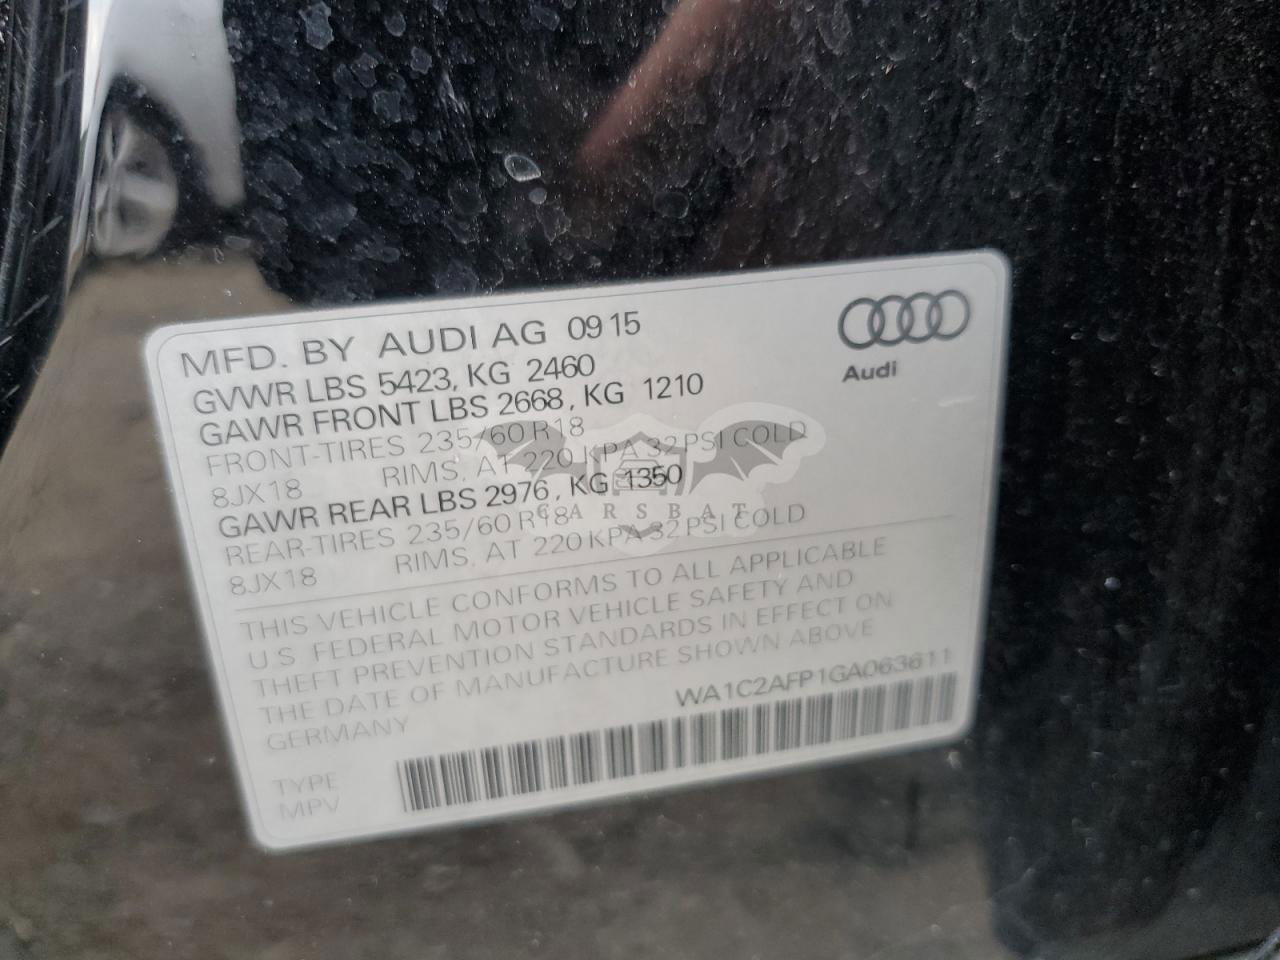 MFD. BY AUDI AG 09 15
GVWR LBS 5423, KG 2460
GAWR FRONT LBS 2668, KG 1210
FRONT-TIRES 235/60 R18
8JX18 RIMS, AT 220 KPA 32 PSI COLD
GAWR REAR LBS 2976, KG 1350
REAR-TIRES 235/60 R18
8JX18 RIMS, AT 220 KPA 32 PSI COLD
THIS VEHICLE CONFORMS TO ALL APPLICABLE
U.S. FEDERAL MOTOR VEHICLE SAFETY AND
THEFT PREVENTION STANDARDS IN EFFECT ON
THE DATE OF MANUFACTURE SHOWN ABOVE
GERMANY
WA1C2AFP1GA063611
TYPE
MPV
Audi
CARSBAT